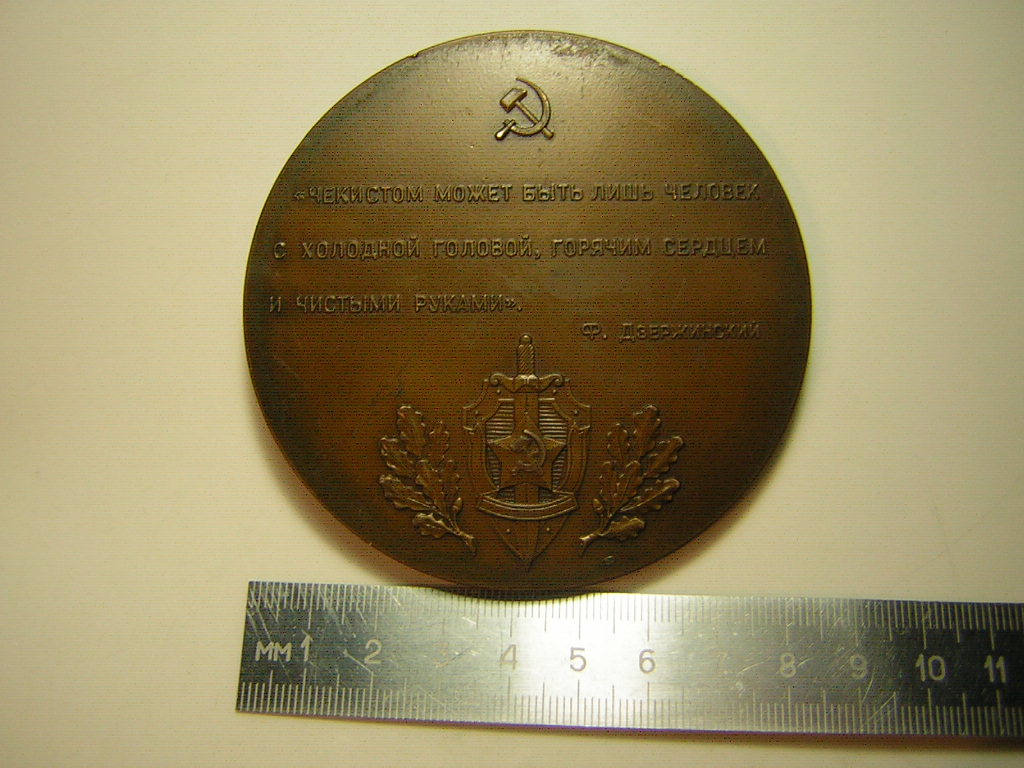 «ЧЕКИСТОМ МОЖЕТ БЫТЬ ЛИШЬ ЧЕЛОВЕК
С ХОЛОДНОЙ ГОЛОВОЙ, ГОРЯЧИМ СЕРДЦЕМ
И ЧИСТЫМИ РУКАМИ».
Ф. ДЗЕРЖИНСКИЙ
ММ 1 2 3 4 5 6 7 8 9 10 11